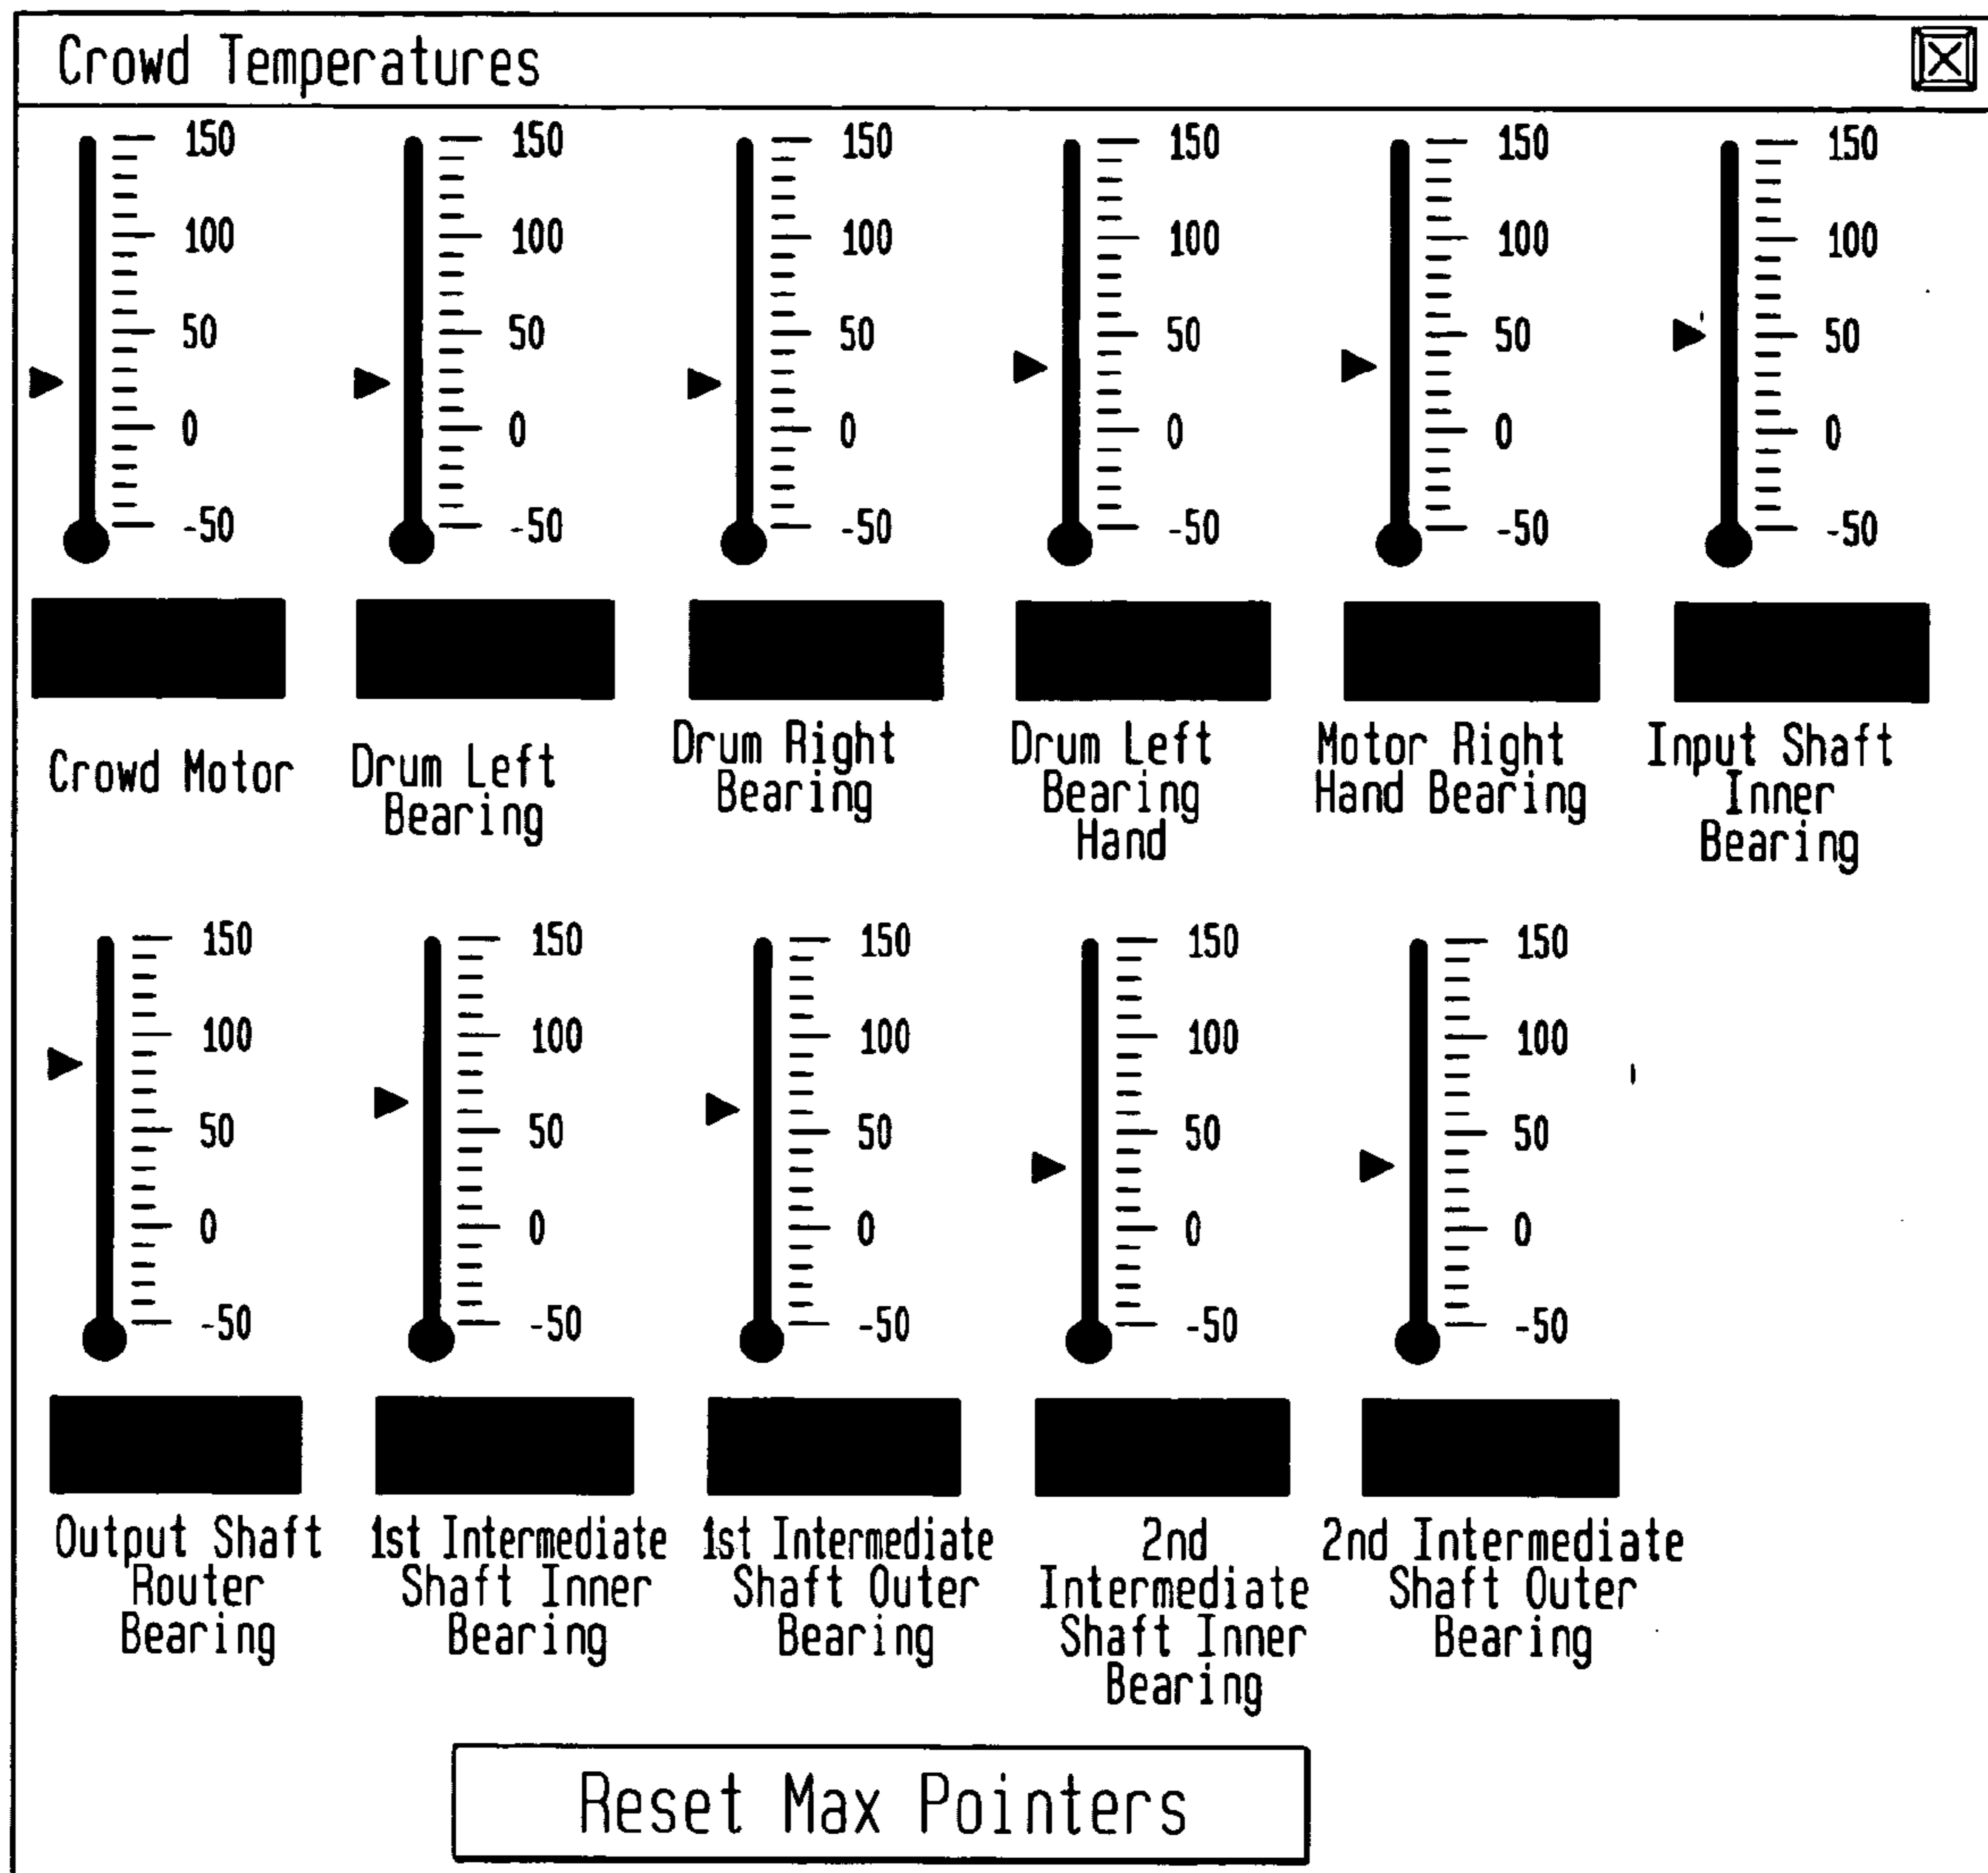 Crowd Temperatures
150 150 150 150 150 150
100 100 100 100 100 100
50 50 50 50 50 50
0 0 0 0 0 0
-50 -50 -50 -50 -50 -50
Crowd Motor
Drum Left
Bearing
Drum Right
Bearing
Drum Left
Bearing
Hand
Motor Right
Hand Bearing
Input Shaft
Inner
Bearing
150 150 150 150 150
100 100 100 100 100
50 50 50 50 50
0 0 0 0 0
-50 -50 -50 -50 -50
Output Shaft
Router
Bearing
1st Intermediate
Shaft Inner
Bearing
1st Intermediate
Shaft Outer
Bearing
2nd
Intermediate
Shaft Inner
Bearing
2nd Intermediate
Shaft Outer
Bearing
Reset Max Pointers